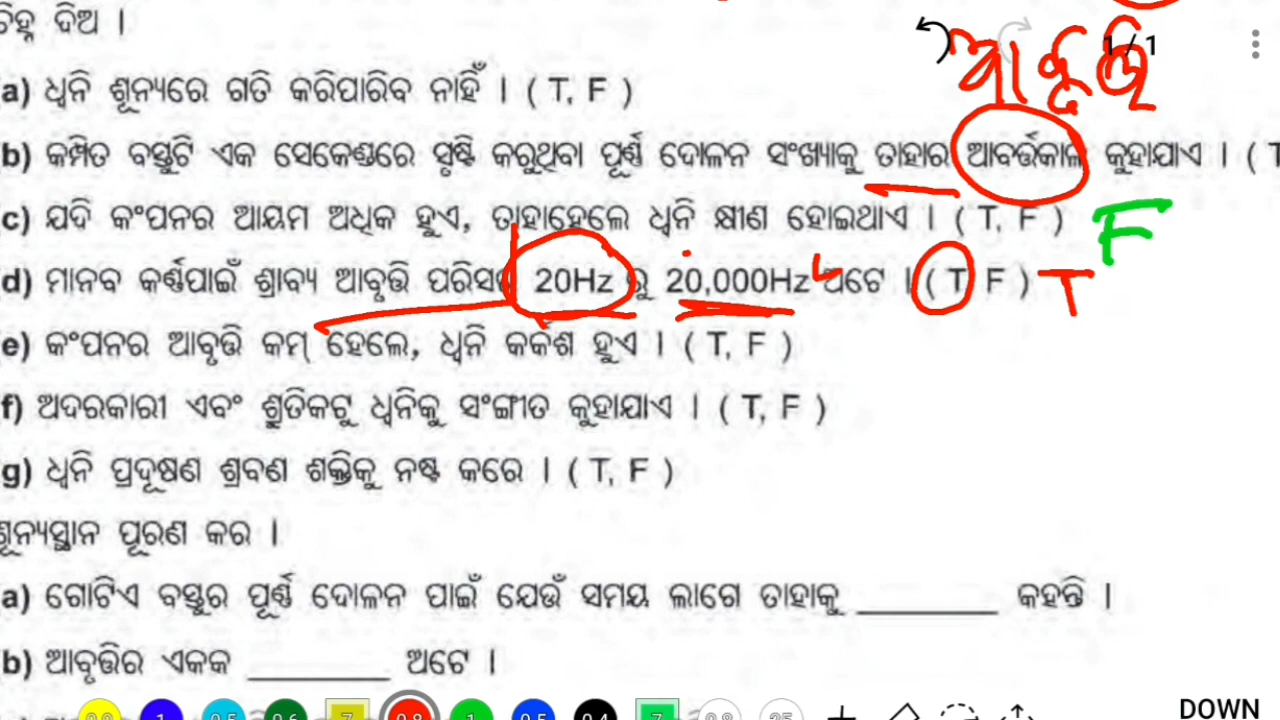 ଚିହ୍ନ ଦିଅ ।
ଆବୃତ୍ତି
1/1
a) ଧ୍ୱନି ଶୂନ୍ୟରେ ଗତି କରିପାରିବ ନାହିଁ । ( T, F )
b) କମ୍ପିତ ବସ୍ତୁଟି ଏକ ସେକେଣ୍ଡରେ ସୃଷ୍ଟି କରୁଥିବା ପୂର୍ଣ୍ଣ ଦୋଳନ ସଂଖ୍ୟାକୁ ତାହାର ଆବର୍ତ୍ତକାଳ କୁହାଯାଏ । ( T
c) ଯଦି କଂପନର ଆୟମ ଅଧିକ ହୁଏ, ତାହାହେଲେ ଧ୍ୱନି କ୍ଷୀଣ ହୋଇଥାଏ । ( T, F ) F
d) ମାନବ କର୍ଣ୍ଣପାଇଁ ଶ୍ରାବ୍ୟ ଆବୃତ୍ତି ପରିସର 20Hz ରୁ 20,000Hz ଅଟେ । ( T F ) T
e) କଂପନର ଆବୃତ୍ତି କମ୍ ହେଲେ, ଧ୍ୱନି କର୍କଶ ହୁଏ । ( T, F )
f) ଅଦରକାରୀ ଏବଂ ଶ୍ରୁତିକଟୁ ଧ୍ୱନିକୁ ସଂଙ୍ଗୀତ କୁହାଯାଏ । ( T, F )
g) ଧ୍ୱନି ପ୍ରଦୂଷଣ ଶ୍ରବଣ ଶକ୍ତିକୁ ନଷ୍ଟ କରେ । ( T, F )
ଶୂନ୍ୟସ୍ଥାନ ପୂରଣ କର ।
a) ଗୋଟିଏ ବସ୍ତୁର ପୂର୍ଣ୍ଣ ଦୋଳନ ପାଇଁ ଯେଉଁ ସମୟ ଲାଗେ ତାହାକୁ ________ କହନ୍ତି ।
b) ଆବୃତ୍ତିର ଏକକ ________ ଅଟେ ।
DOWN